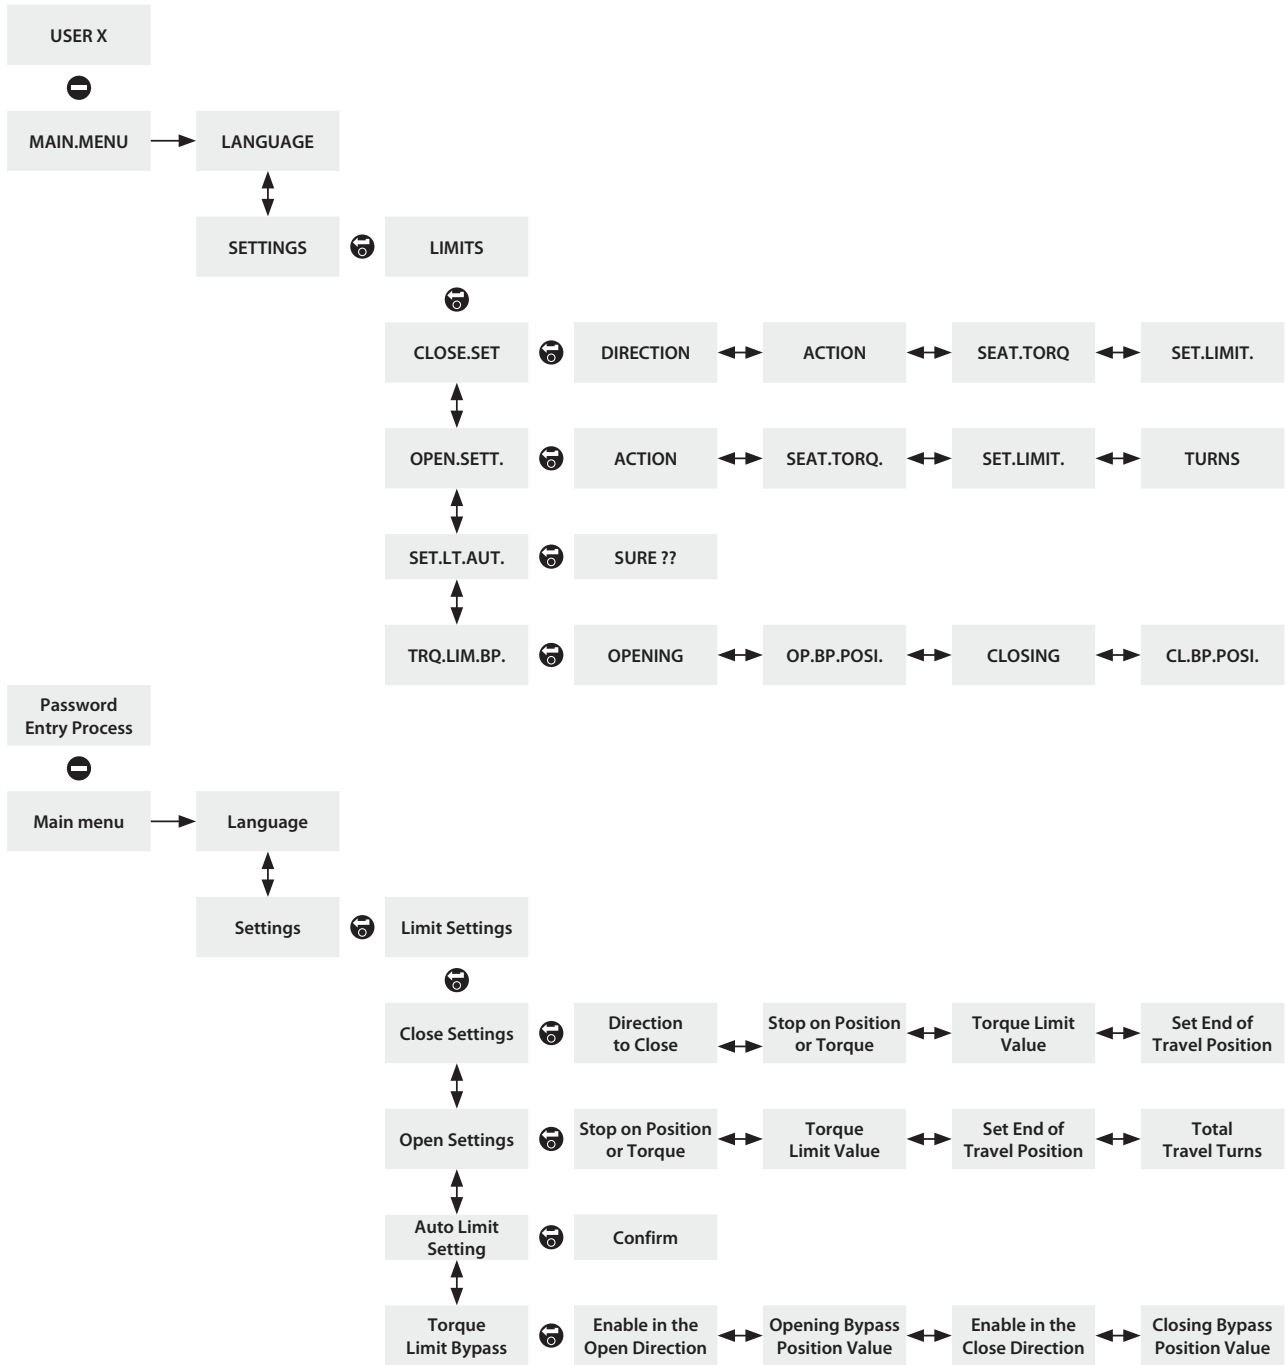 USER X
MAIN.MENU
LANGUAGE
SETTINGS
LIMITS
CLOSE.SET
DIRECTION
ACTION
SEAT.TORQ
SET.LIMIT.
OPEN.SETT.
ACTION
SEAT.TORQ.
SET.LIMIT.
TURNS
SET.LT.AUT.
SURE ??
TRQ.LIM.BP.
OPENING
OP.BP.POSI.
CLOSING
CL.BP.POSI.
Password
Entry Process
Main menu
Language
Settings
Limit Settings
Close Settings
Direction
to Close
Stop on Position
or Torque
Torque Limit
Value
Set End of
Travel Position
Open Settings
Stop on Position
or Torque
Torque
Limit Value
Set End of
Travel Position
Total
Travel Turns
Auto Limit
Setting
Confirm
Torque
Limit Bypass
Enable in the
Open Direction
Opening Bypass
Position Value
Enable in the
Close Direction
Closing Bypass
Position Value